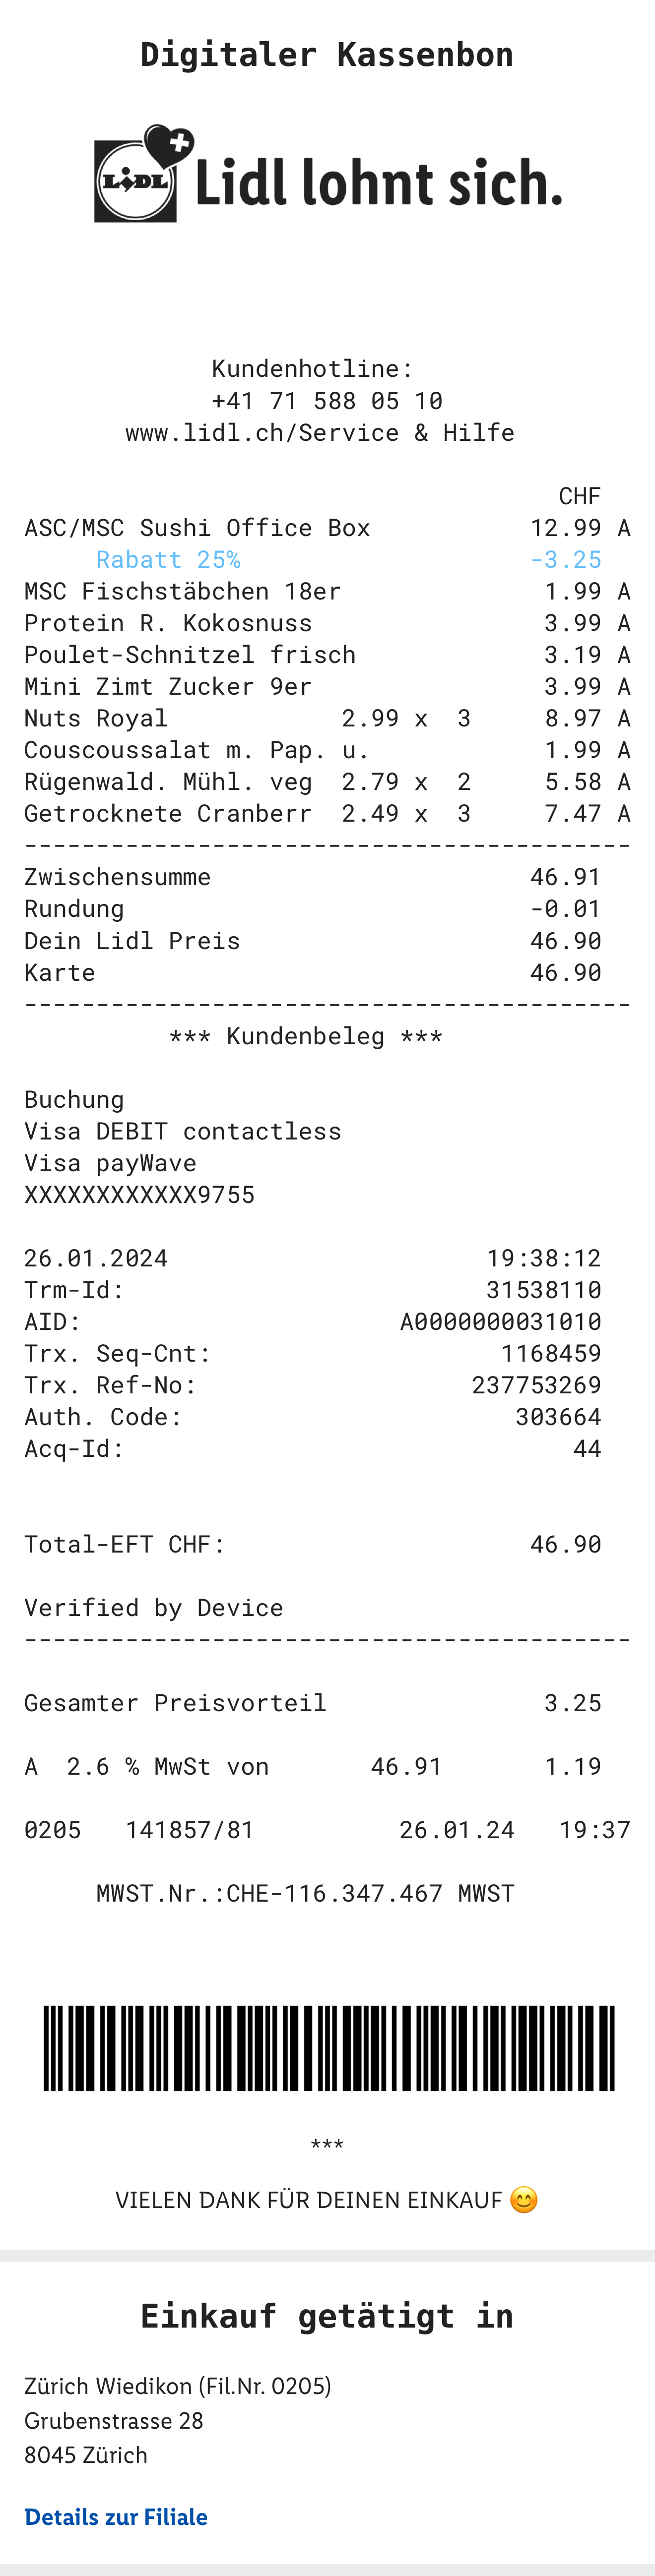 Digitaler Kassenbon
LiDL Lidl lohnt sich.
Kundenhotline:
+41 71 588 05 10
www.lidl.ch/Service & Hilfe
CHF
ASC/MSC Sushi Office Box 12.99 A
Rabatt 25% -3.25
MSC Fischstäbchen 18er 1.99 A
Protein R. Kokosnuss 3.99 A
Poulet-Schnitzel frisch 3.19 A
Mini Zimt Zucker 9er 3.99 A
Nuts Royal 2.99 x 3 8.97 A
Couscoussalat m. Pap. u. 1.99 A
Rügenwald. Mühl. veg 2.79 x 2 5.58 A
Getrocknete Cranberr 2.49 x 3 7.47 A
------------------------------------------
Zwischensumme 46.91
Rundung -0.01
Dein Lidl Preis 46.90
Karte 46.90
------------------------------------------
*** Kundenbeleg ***
Buchung
Visa DEBIT contactless
Visa payWave
XXXXXXXXXXXX9755
26.01.2024 19:38:12
Trm-Id: 31538110
AID: A0000000031010
Trx. Seq-Cnt: 1168459
Trx. Ref-No: 237753269
Auth. Code: 303664
Acq-Id: 44
Total-EFT CHF: 46.90
Verified by Device
------------------------------------------
Gesamter Preisvorteil 3.25
A 2.6 % MwSt von 46.91 1.19
0205 141857/81 26.01.24 19:37
MWST.Nr.:CHE-116.347.467 MWST
***
VIELEN DANK FÜR DEINEN EINKAUF 😊
Einkauf getätigt in
Zürich Wiedikon (Fil.Nr. 0205)
Grubenstrasse 28
8045 Zürich
Details zur Filiale